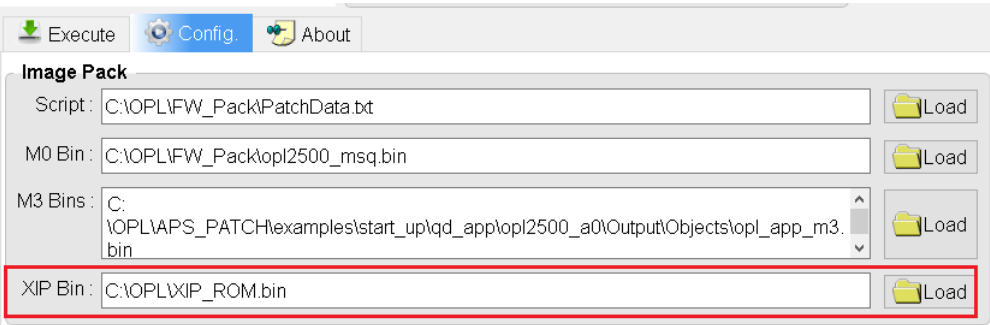 Execute Config. About
Image Pack
Script : C:\OPL\FW_Pack\PatchData.txt Load
M0 Bin : C:\OPL\FW_Pack\opl2500_msq.bin Load
M3 Bins : C:
\OPL\APS_PATCH\examples\start_up\qd_app\opl2500_a0\Output\Objects\opl_app_m3. Load
bin
XIP Bin : C:\OPL\XIP_ROM.bin Load